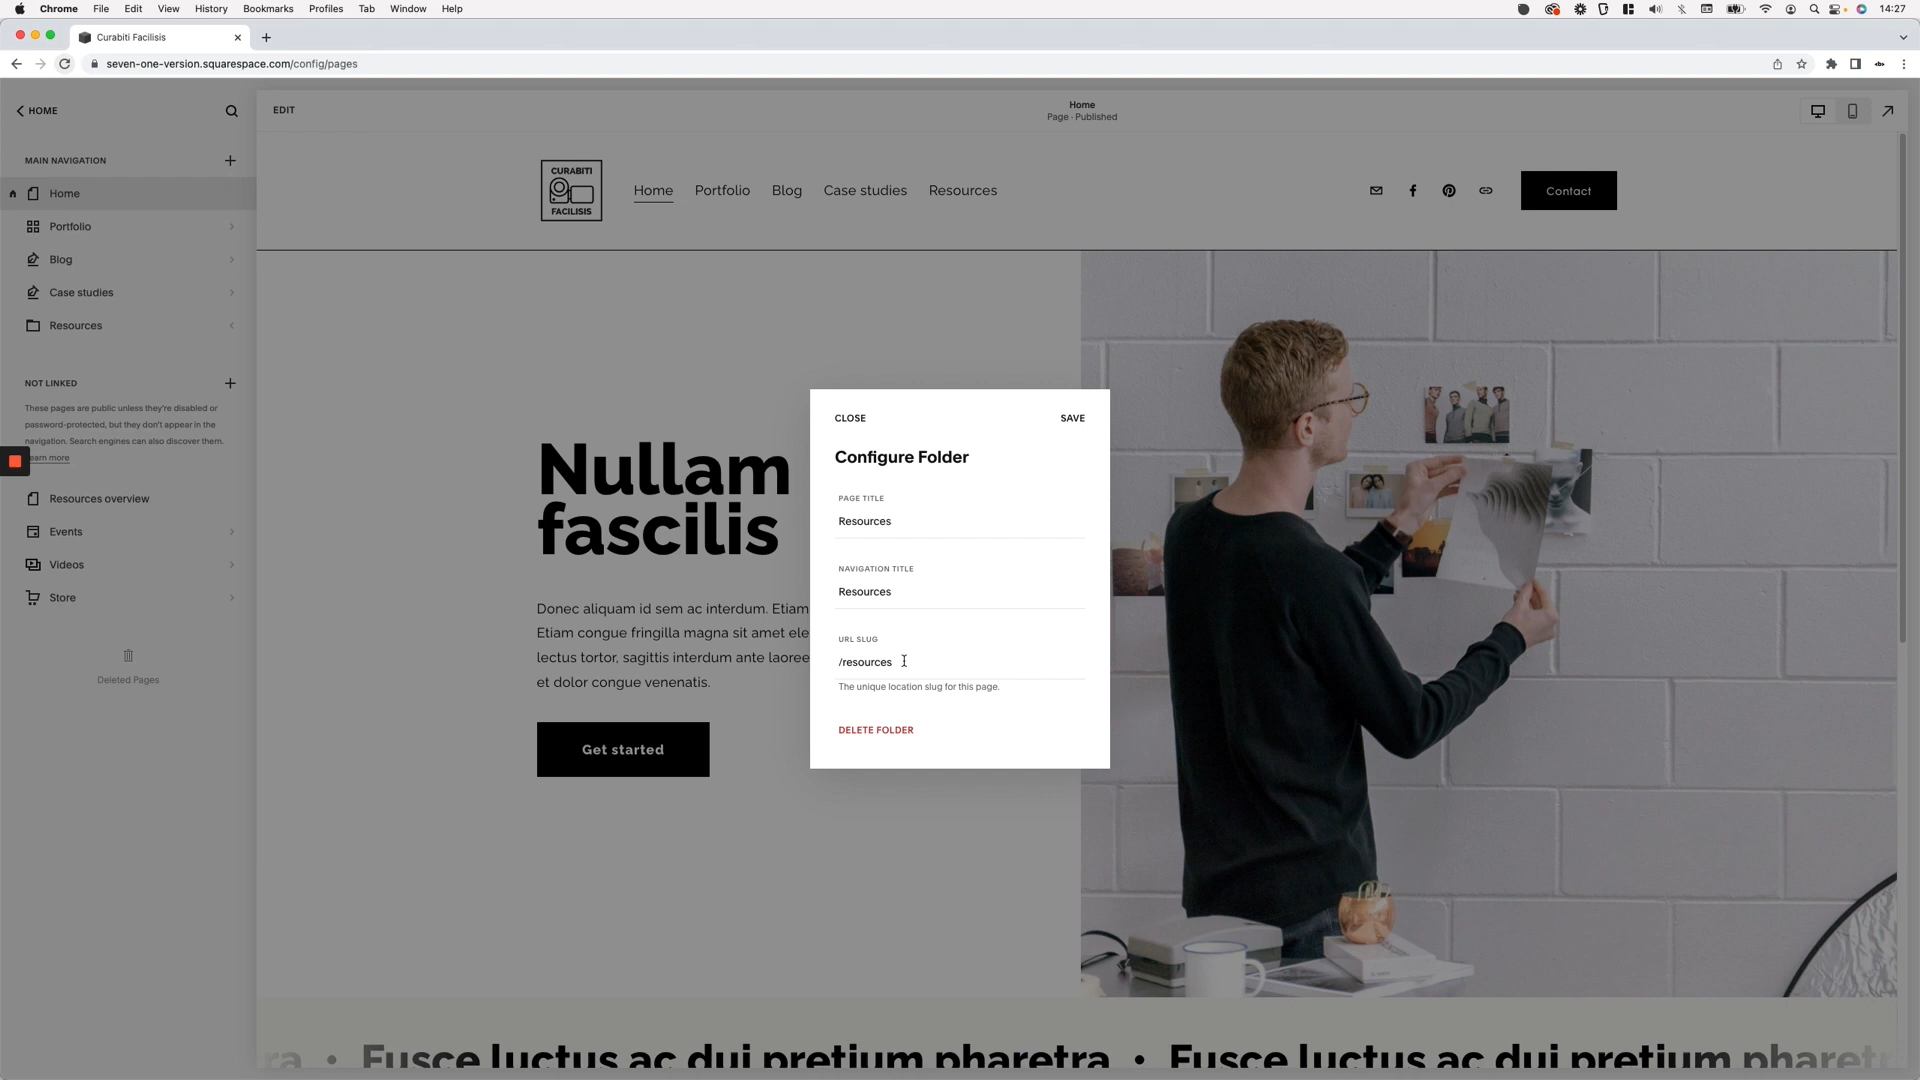 Chrome File Edit View History Bookmarks Profiles Tab Window Help 14:27
Curabiti Facilisis
seven-one-version.squarespace.com/config/pages
HOME
EDIT
Home
Page · Published
MAIN NAVIGATION
Home
Portfolio
Blog
Case studies
Resources
NOT LINKED
These pages are public unless they're disabled or
password-protected, but they don't appear in the
navigation. Search engines can also discover them.
earn more
Resources overview
Events
Videos
Store
Deleted Pages
CURABITI
FACILISIS
Home Portfolio Blog Case studies Resources
Contact
Nullam
fascilis
Donec aliquam id sem ac interdum. Etiam
Etiam congue fringilla magna sit amet ele
lectus tortor, sagittis interdum ante laoree
et dolor congue venenatis.
Get started
CLOSE SAVE
Configure Folder
PAGE TITLE
Resources
NAVIGATION TITLE
Resources
URL SLUG
/resources
The unique location slug for this page.
DELETE FOLDER
ra • Fusce luctus ac dui pretium pharetra • Fusce luctus ac dui pretium pharet